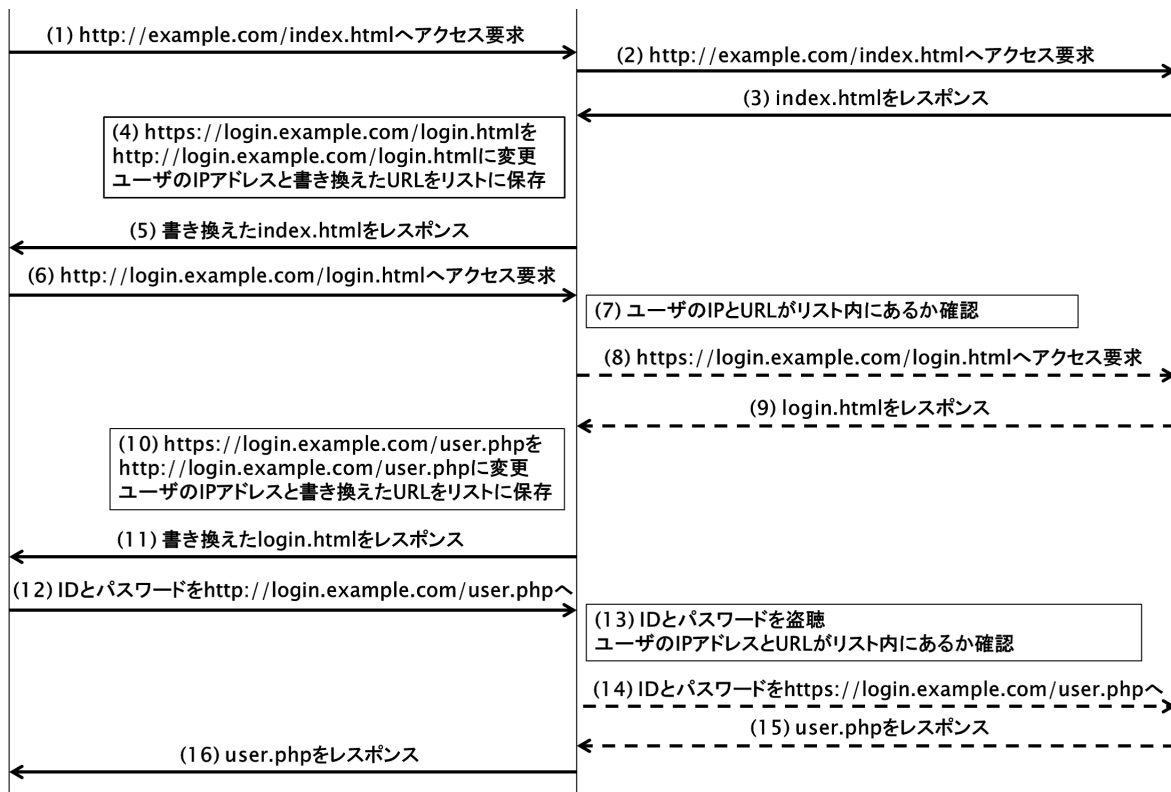 (1) http://example.com/index.htmlへアクセス要求
(2) http://example.com/index.htmlへアクセス要求
(3) index.htmlをレスポンス
(4) https://login.example.com/login.htmlを
http://login.example.com/login.htmlに変更
ユーザのIPアドレスと書き換えたURLをリストに保存
(5) 書き換えたindex.htmlをレスポンス
(6) http://login.example.com/login.htmlへアクセス要求
(7) ユーザのIPとURLがリスト内にあるか確認
(8) https://login.example.com/login.htmlへアクセス要求
(9) login.htmlをレスポンス
(10) https://login.example.com/user.phpを
http://login.example.com/user.phpに変更
ユーザのIPアドレスと書き換えたURLをリストに保存
(11) 書き換えたlogin.htmlをレスポンス
(12) IDとパスワードをhttp://login.example.com/user.phpへ
(13) IDとパスワードを盗聴
ユーザのIPアドレスとURLがリスト内にあるか確認
(14) IDとパスワードをhttps://login.example.com/user.phpへ
(15) user.phpをレスポンス
(16) user.phpをレスポンス